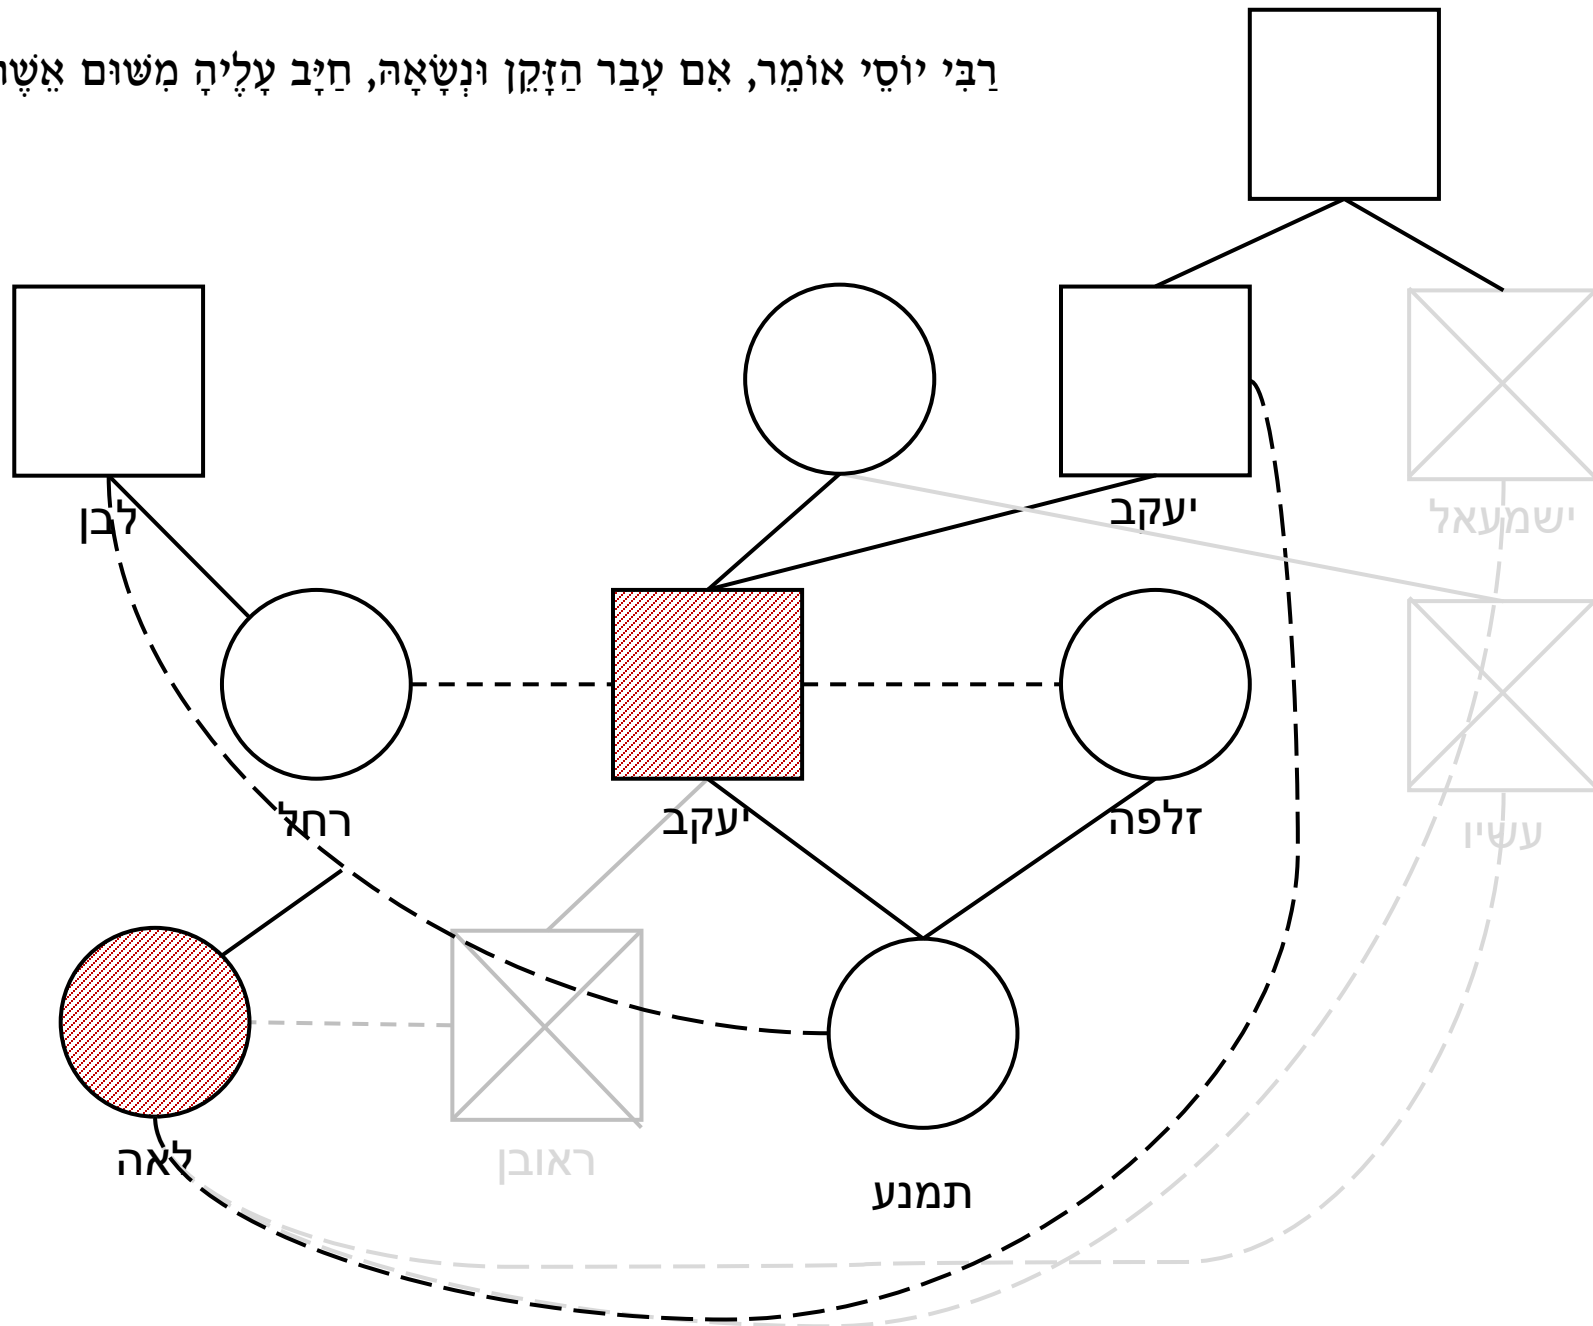 רַבִּי יוֹסֵי אוֹמֵר, אִם עָבַר הַזָּקֵן וּנְשָׂאָהּ, חַיָּב עָלֶיהָ מִשּׁוּם
לבן
יעקב
ישמעאל
רחל
יעקב
זלפה
עשיו
לאה
ראובן
תמנע